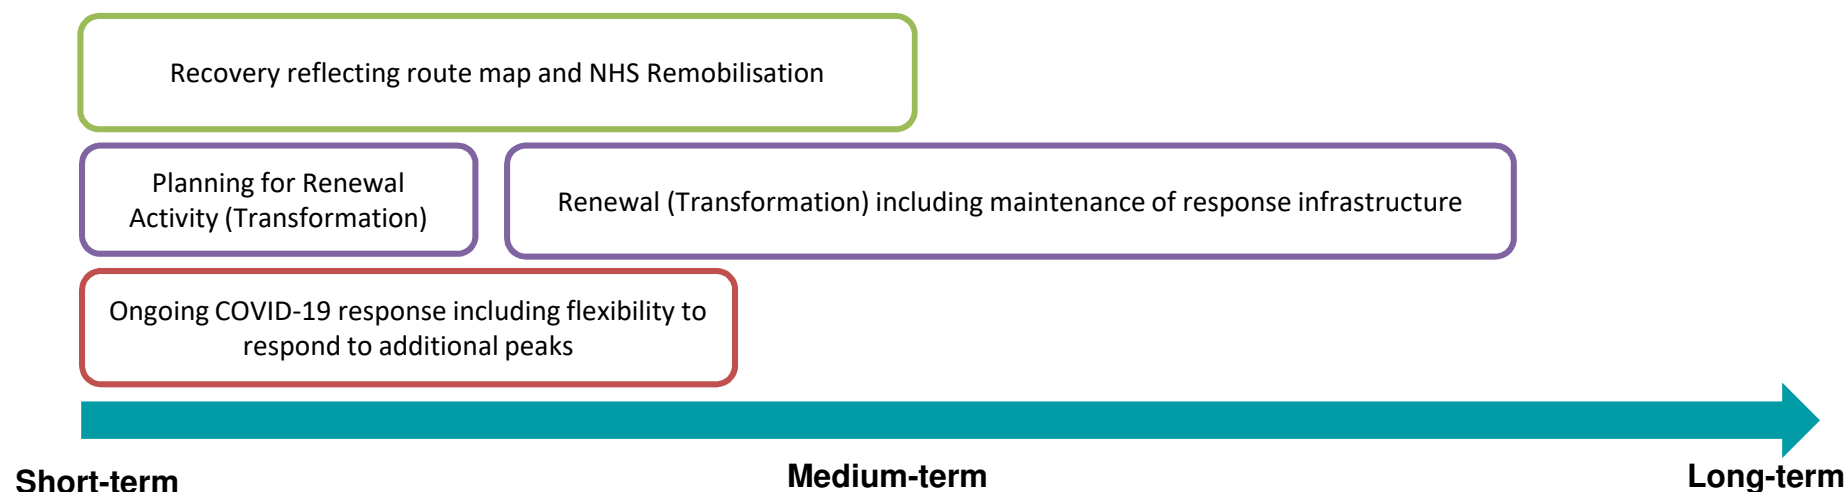 Recovery reflecting route map and NHS Remobilisation
Planning for Renewal
Activity (Transformation)
Renewal (Transformation) including maintenance of response infrastructure
Ongoing COVID-19 response including flexibility to
respond to additional peaks
Short-term
Medium-term
Long-term